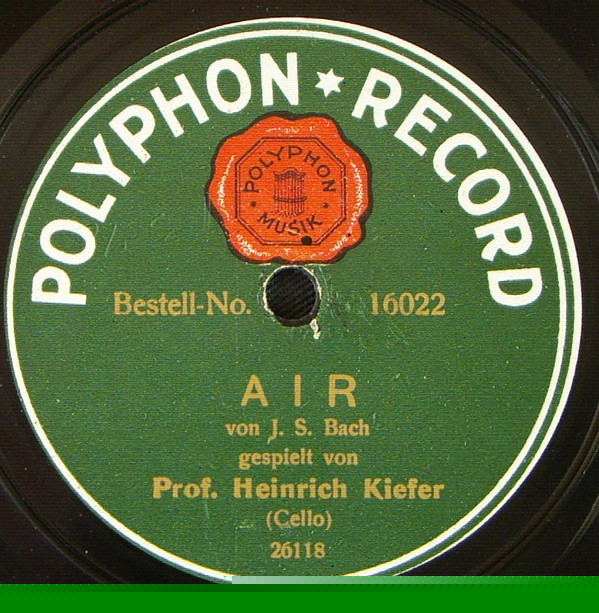 POLYPHON ★ RECORD
POLYPHON
MUSIK
Bestell-No. 16022
AIR
von J. S. Bach
gespielt von
Prof. Heinrich Kiefer
(Cello)
26118